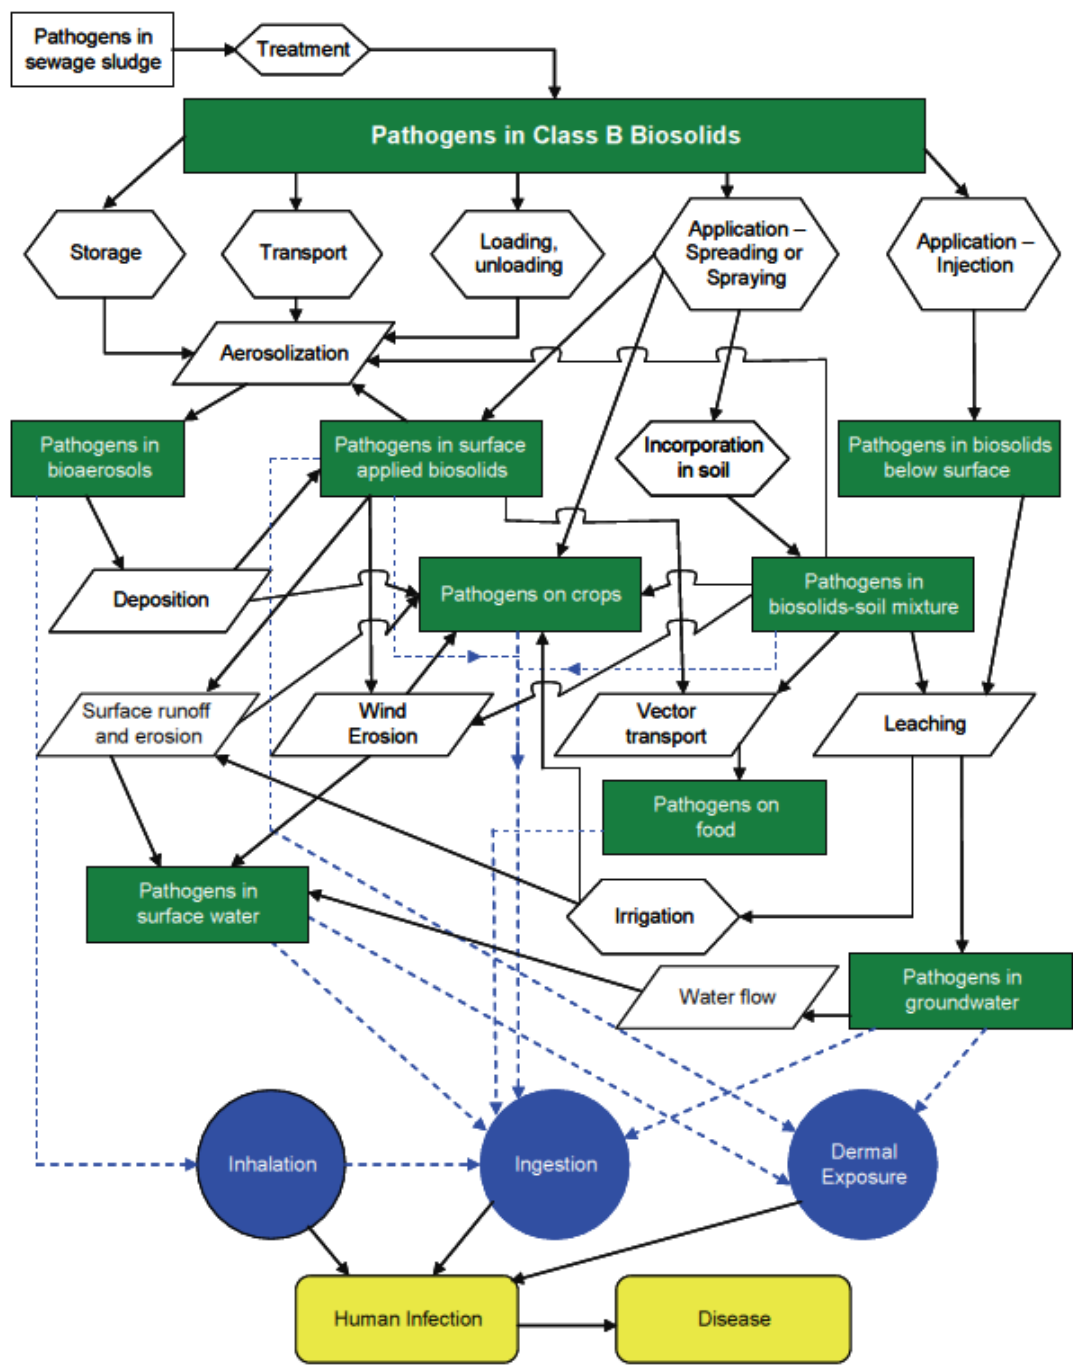 Pathogens in
sewage sludge
Treatment
Pathogens in Class B Biosolids
Storage
Transport
Loading,
unloading
Application –
Spreading or
Spraying
Application –
Injection
Aerosolization
Pathogens in
bioaerosols
Pathogens in surface
applied biosolids
Incorporation
in soil
Pathogens in biosolids
below surface
Deposition
Pathogens on crops
Pathogens in
biosolids-soil mixture
Surface runoff
and erosion
Wind
Erosion
Vector
transport
Leaching
Pathogens on
food
Pathogens in
surface water
Irrigation
Water flow
Pathogens in
groundwater
Inhalation
Ingestion
Dermal
Exposure
Human Infection
Disease